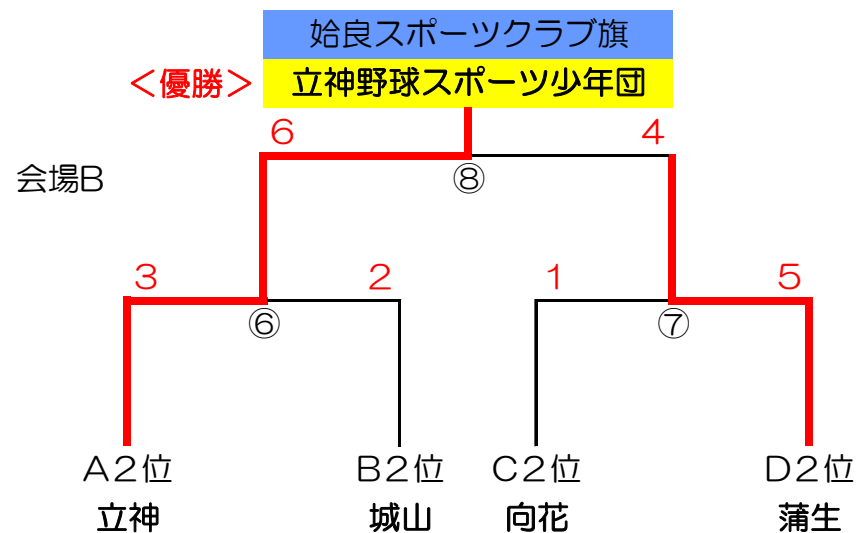 姶良スポーツクラブ旗
＜優勝＞ 立神野球スポーツ少年団
6 4
会場B ⑧
3 2 1 5
⑥ ⑦
A2位 B2位 C2位 D2位
立神 城山 向花 蒲生